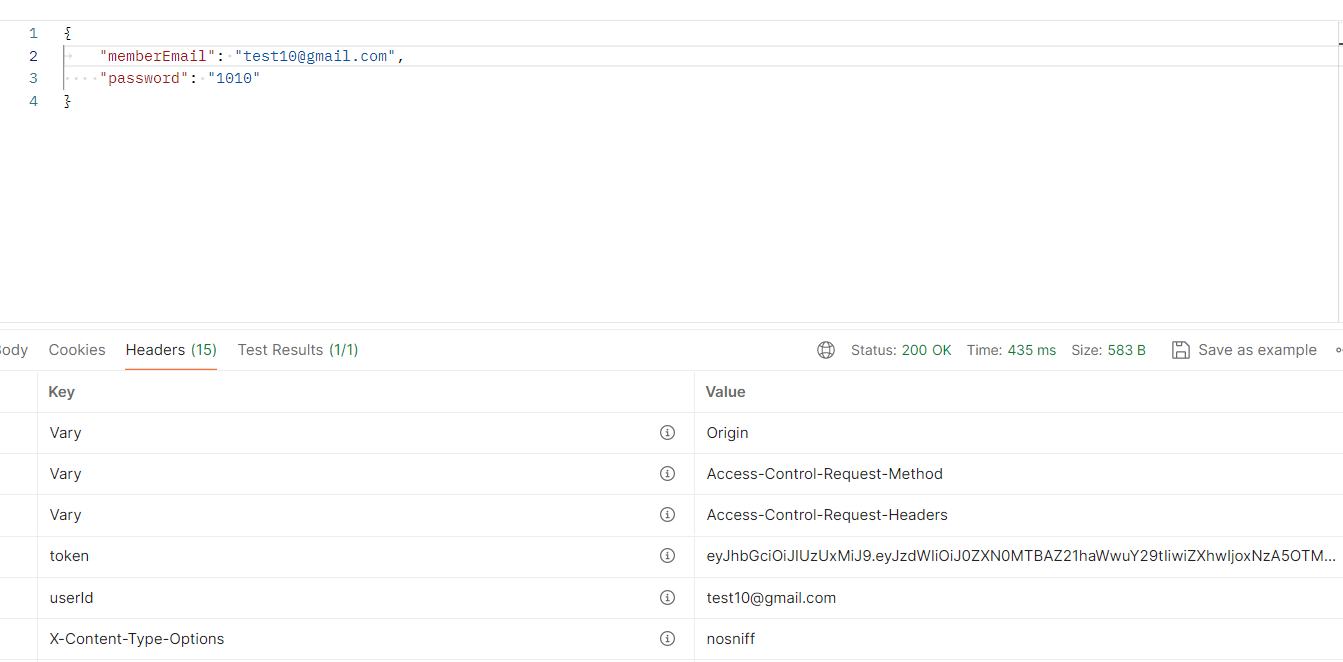 1 {
2 "memberEmail": "test10@gmail.com",
3 "password": "1010"
4 }
Cookies Headers (15) Test Results (1/1) Status: 200 OK Time: 435 ms Size: 583 B Save as example
Key Value
Vary Origin
Vary Access-Control-Request-Method
Vary Access-Control-Request-Headers
token eyJhbGciOiJIUzUxMiJ9.eyJzdWIiOiJ0ZXN0MTBAZ21haWwuY29tIiwiZXhwIjoxNzA5OTM...
userId test10@gmail.com
X-Content-Type-Options nosniff